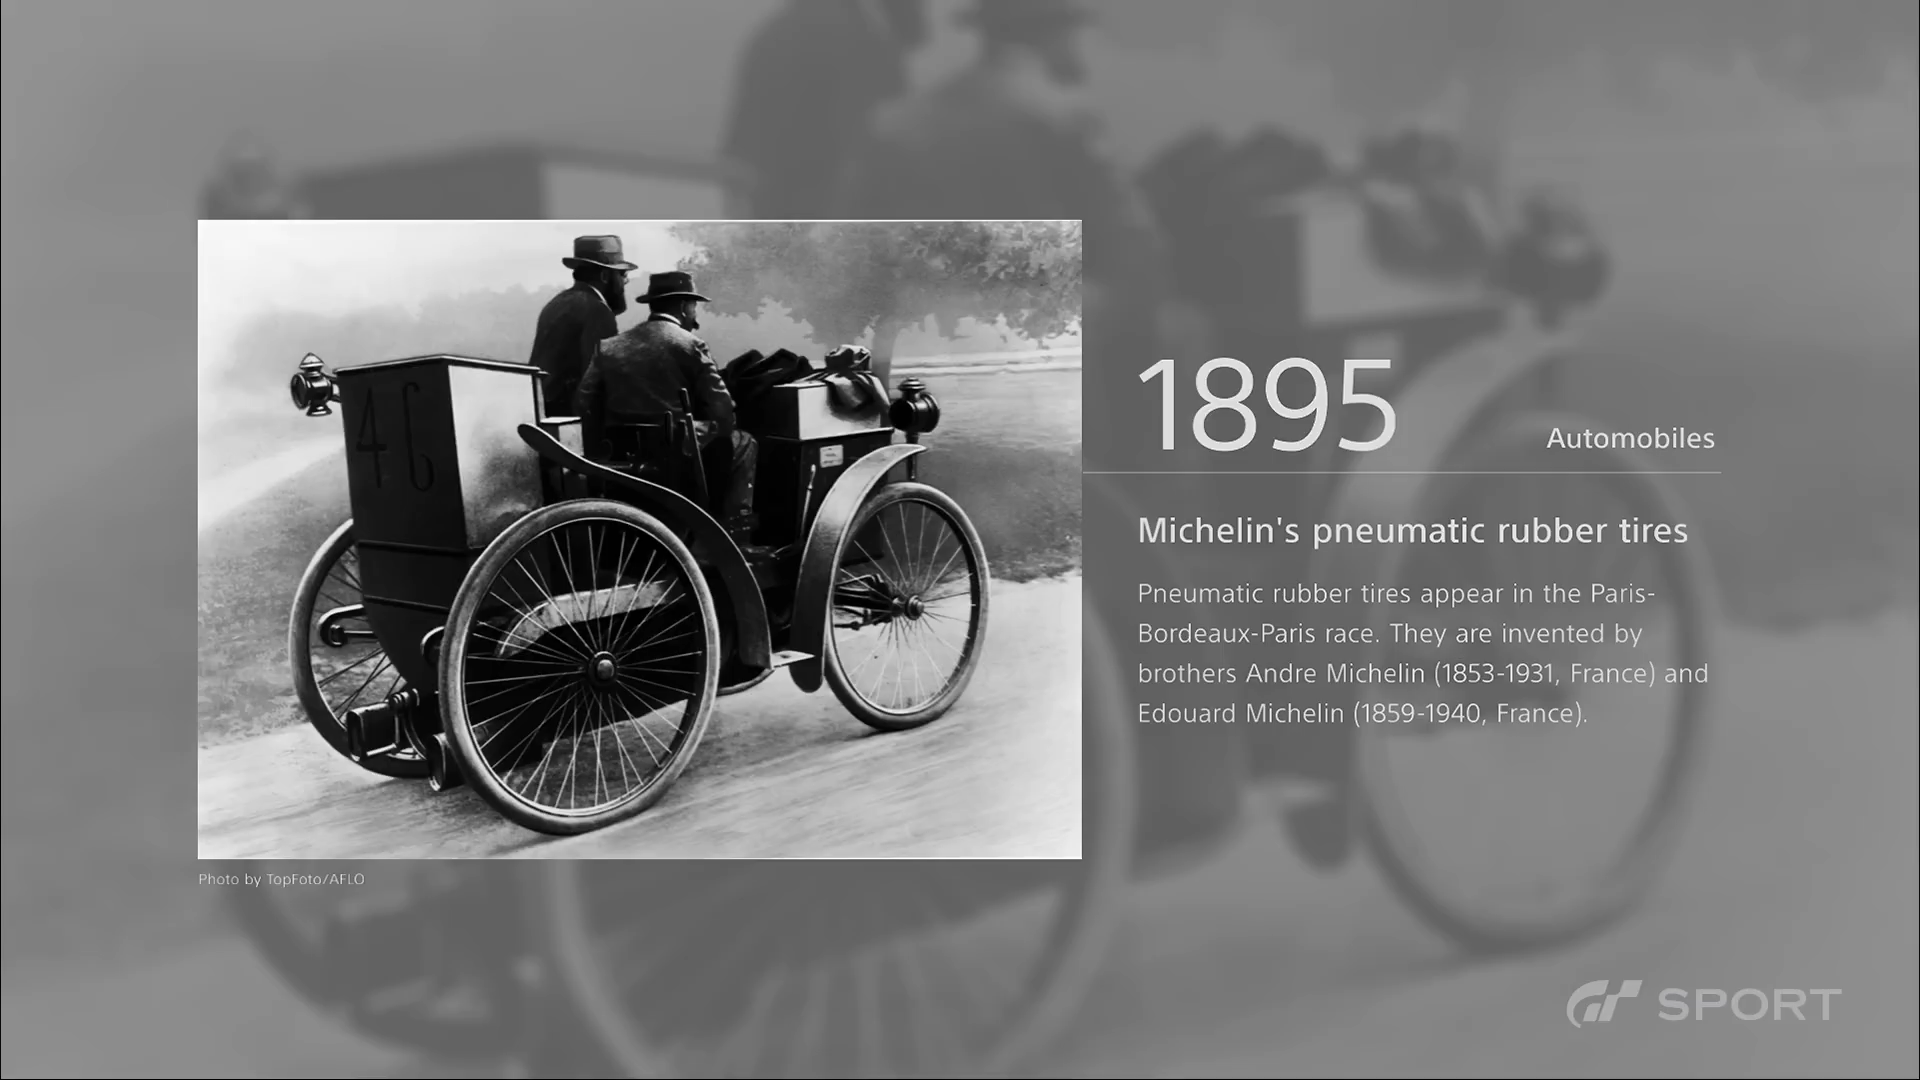 1895
Automobiles
Michelin's pneumatic rubber tires
Pneumatic rubber tires appear in the Paris-
Bordeaux-Paris race. They are invented by
brothers Andre Michelin (1853-1931, France) and
Edouard Michelin (1859-1940, France).
Photo by TopFoto/AFLO
GT SPORT